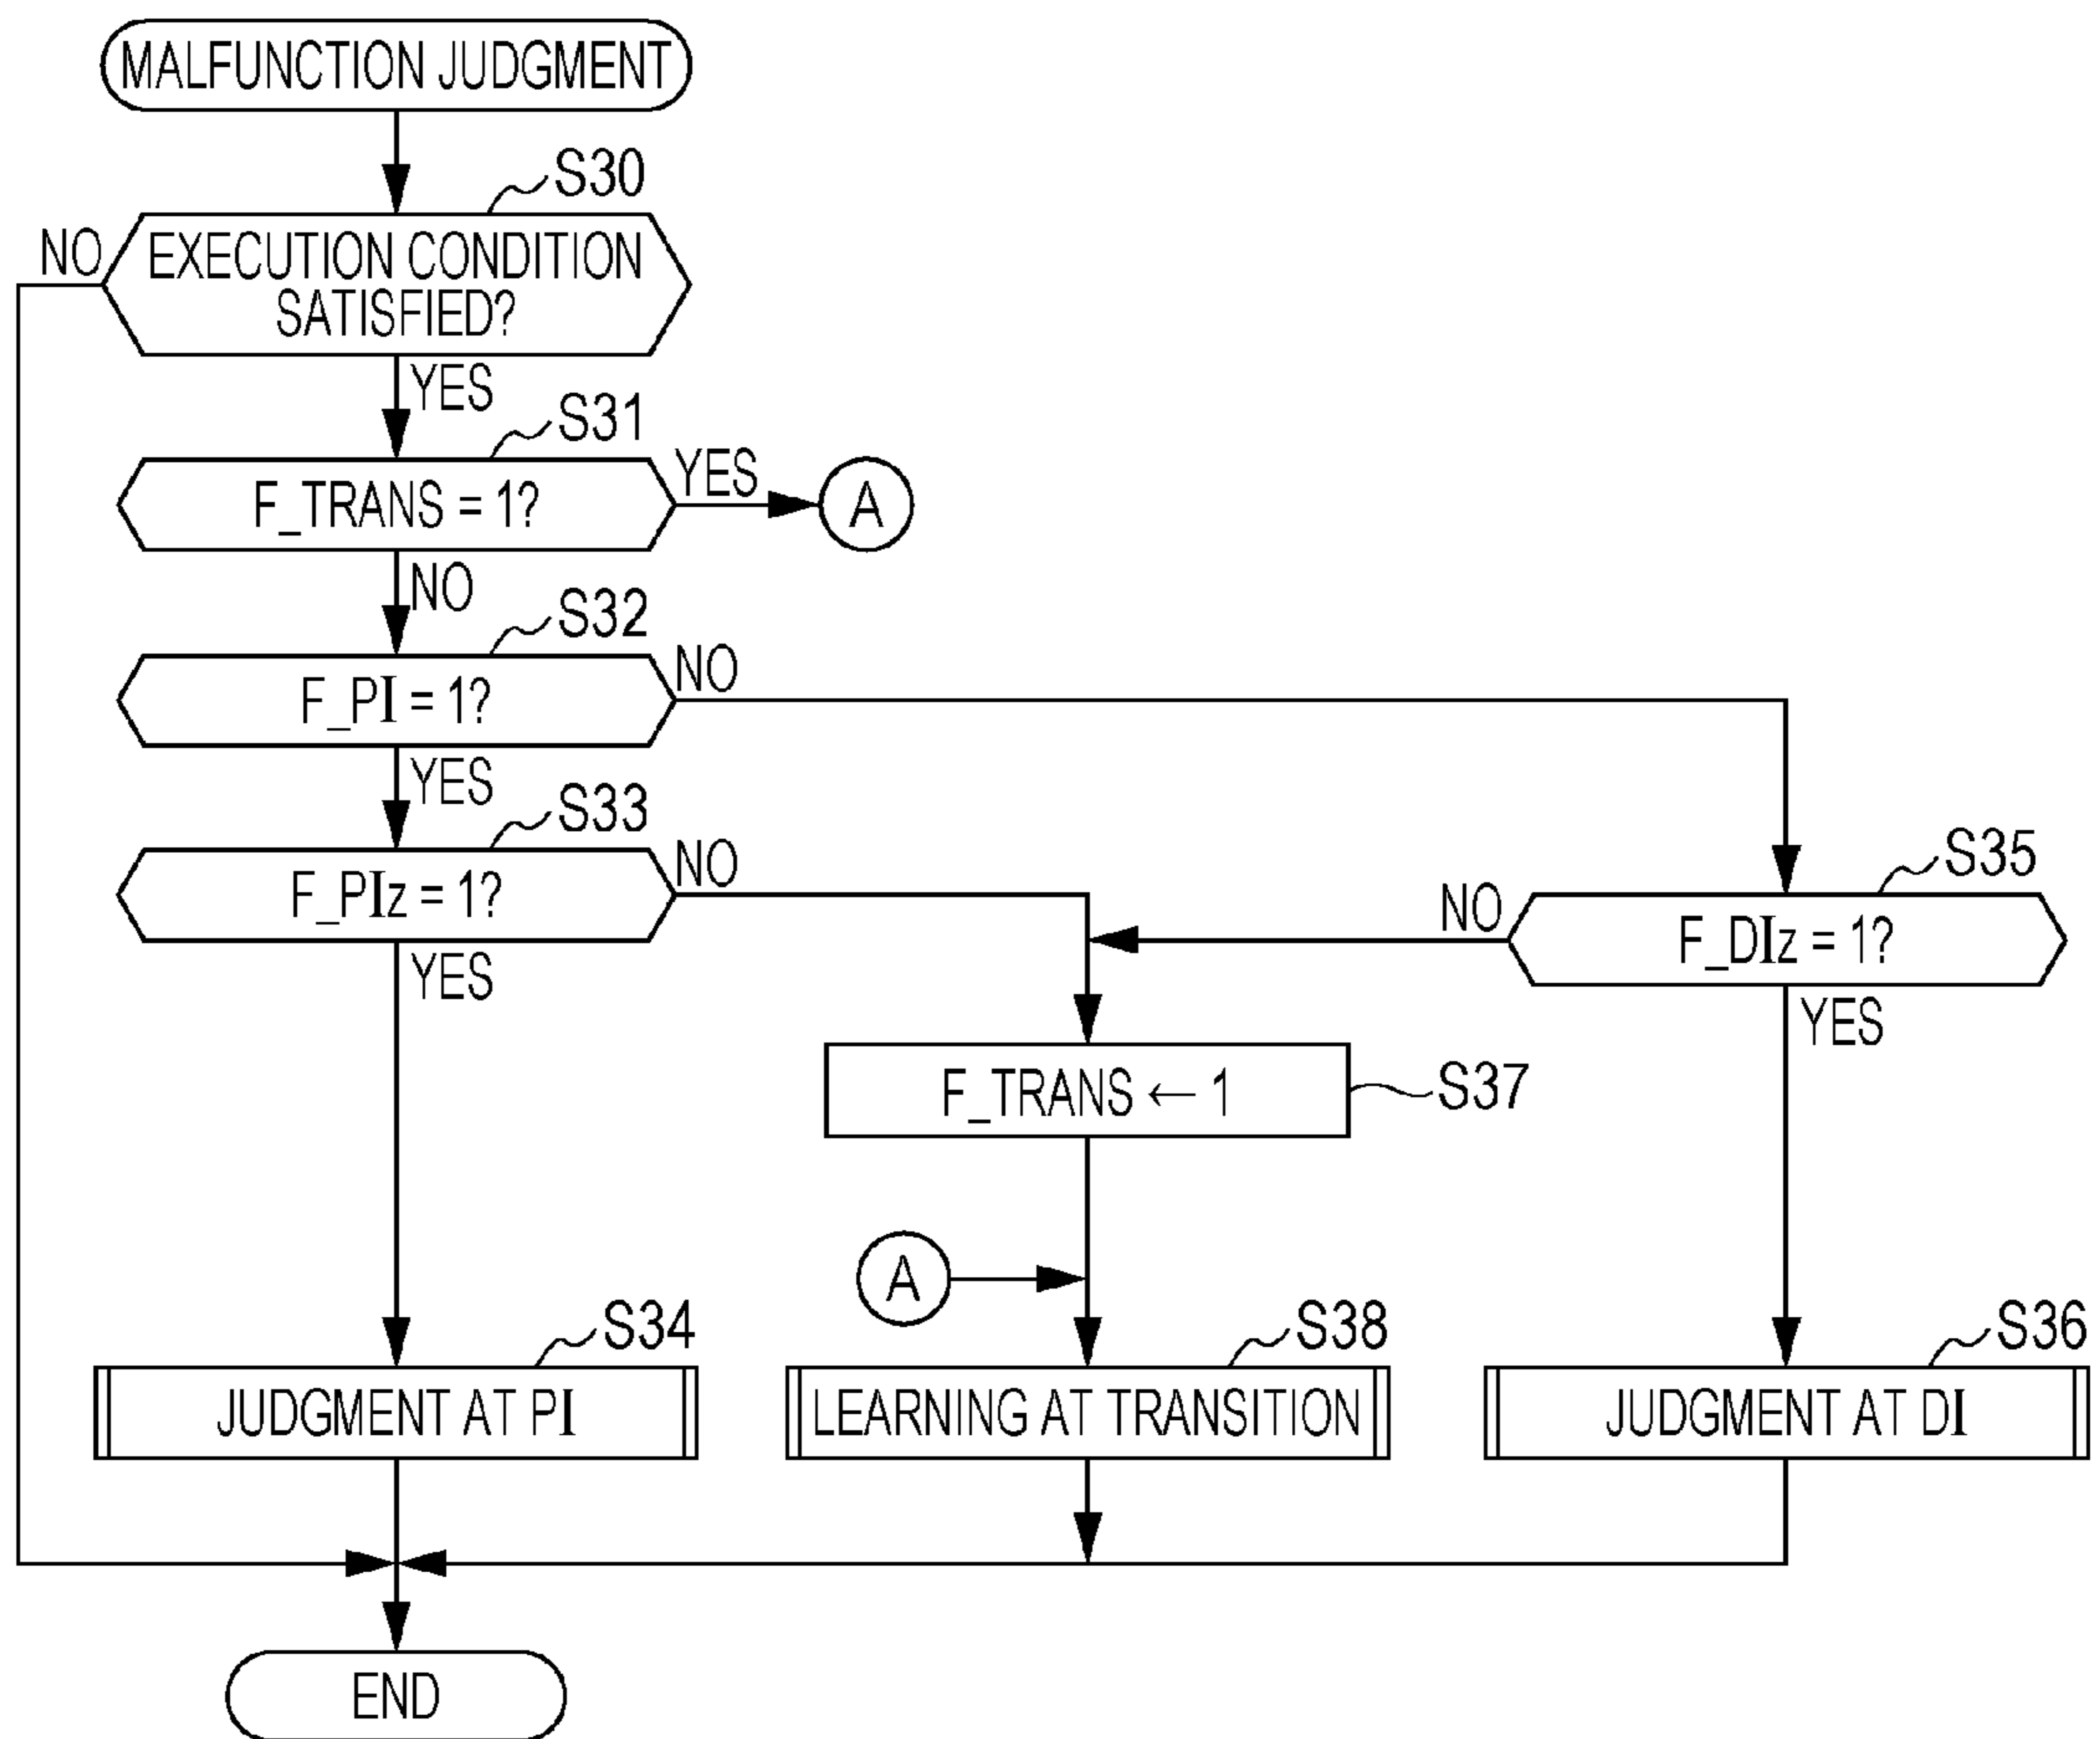 MALFUNCTION JUDGMENT
S30
NO
EXECUTION CONDITION
SATISFIED?
YES
S31
F_TRANS = 1?
YES
A
NO
S32
F_PI = 1?
NO
YES
S33
F_PIz = 1?
NO
YES
S35
NO
F_DIz = 1?
YES
F_TRANS ← 1
S37
A
S34
JUDGMENT AT PI
S38
LEARNING AT TRANSITION
S36
JUDGMENT AT DI
END